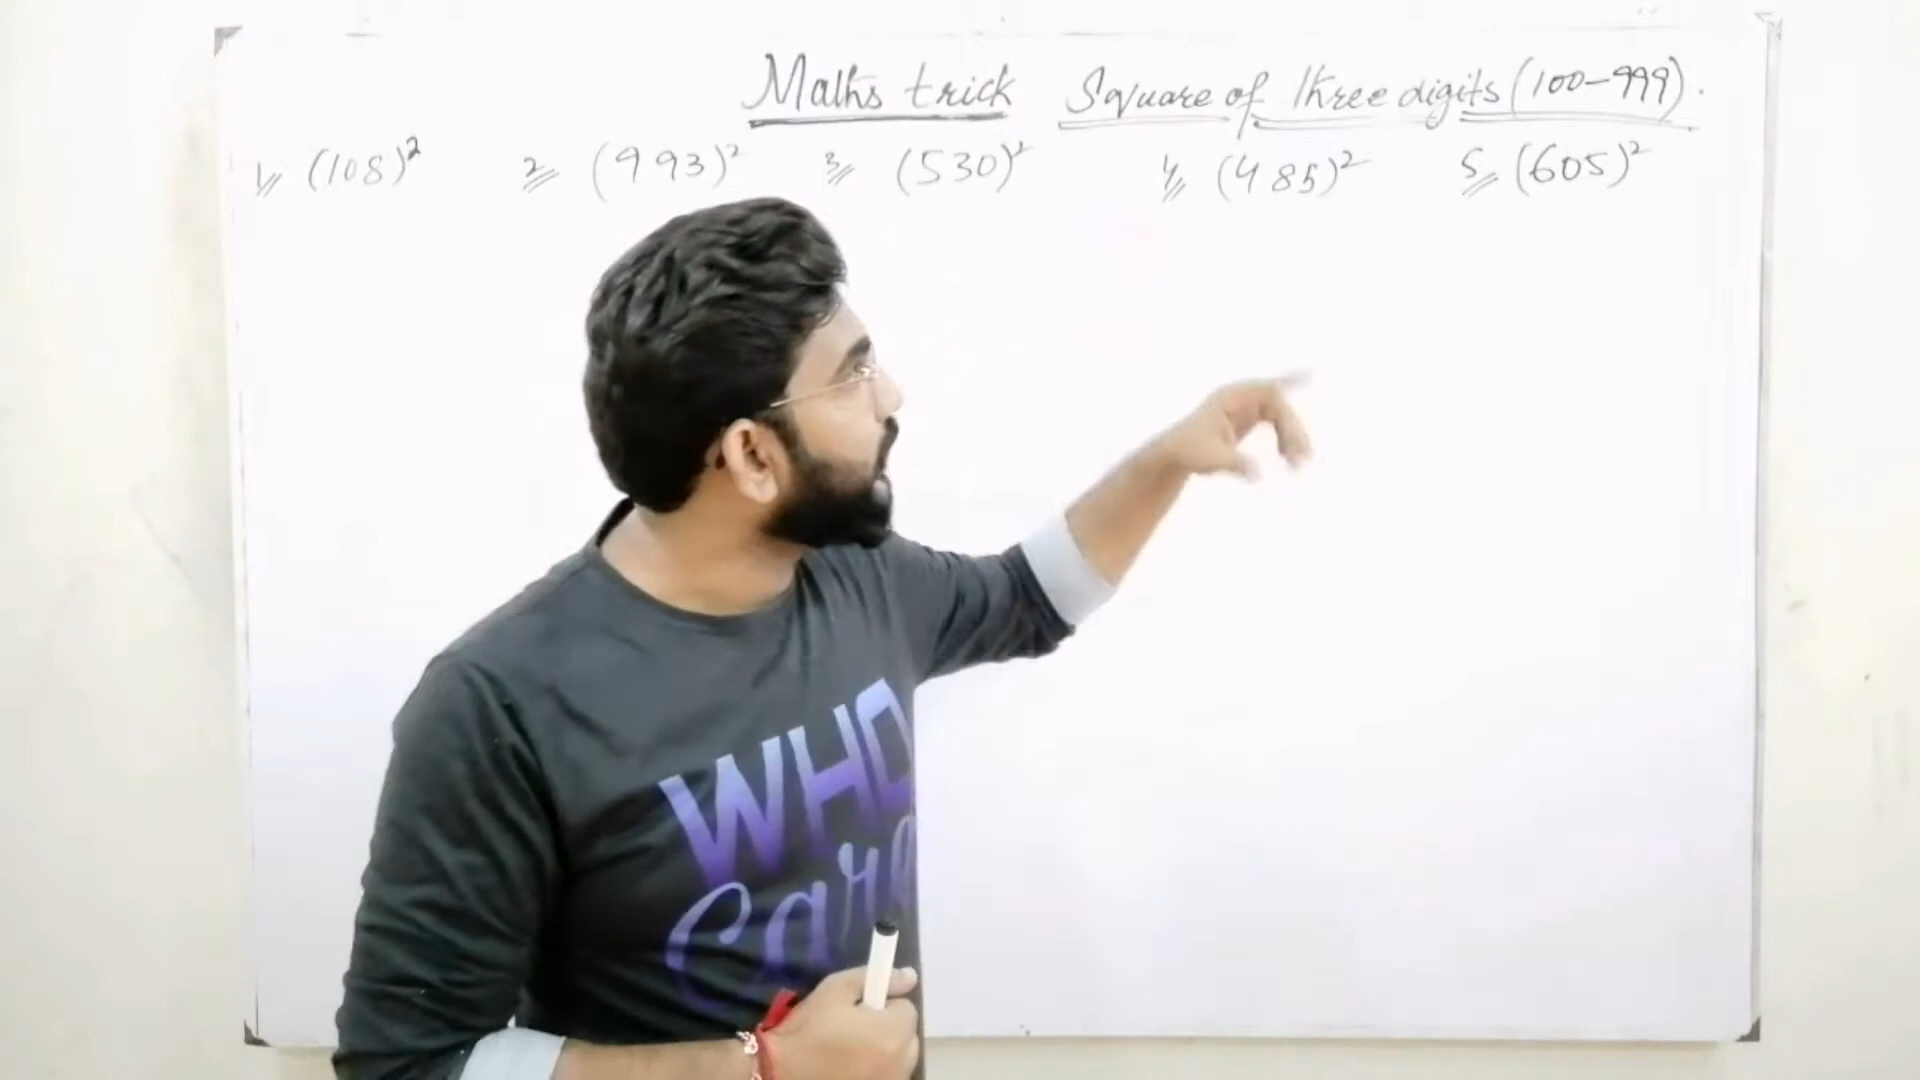 Maths trick Square of three digits (100-999).
1) (108)² 2) (993)² 3) (530)² 4) (485)² 5) (605)²
WHO
Care